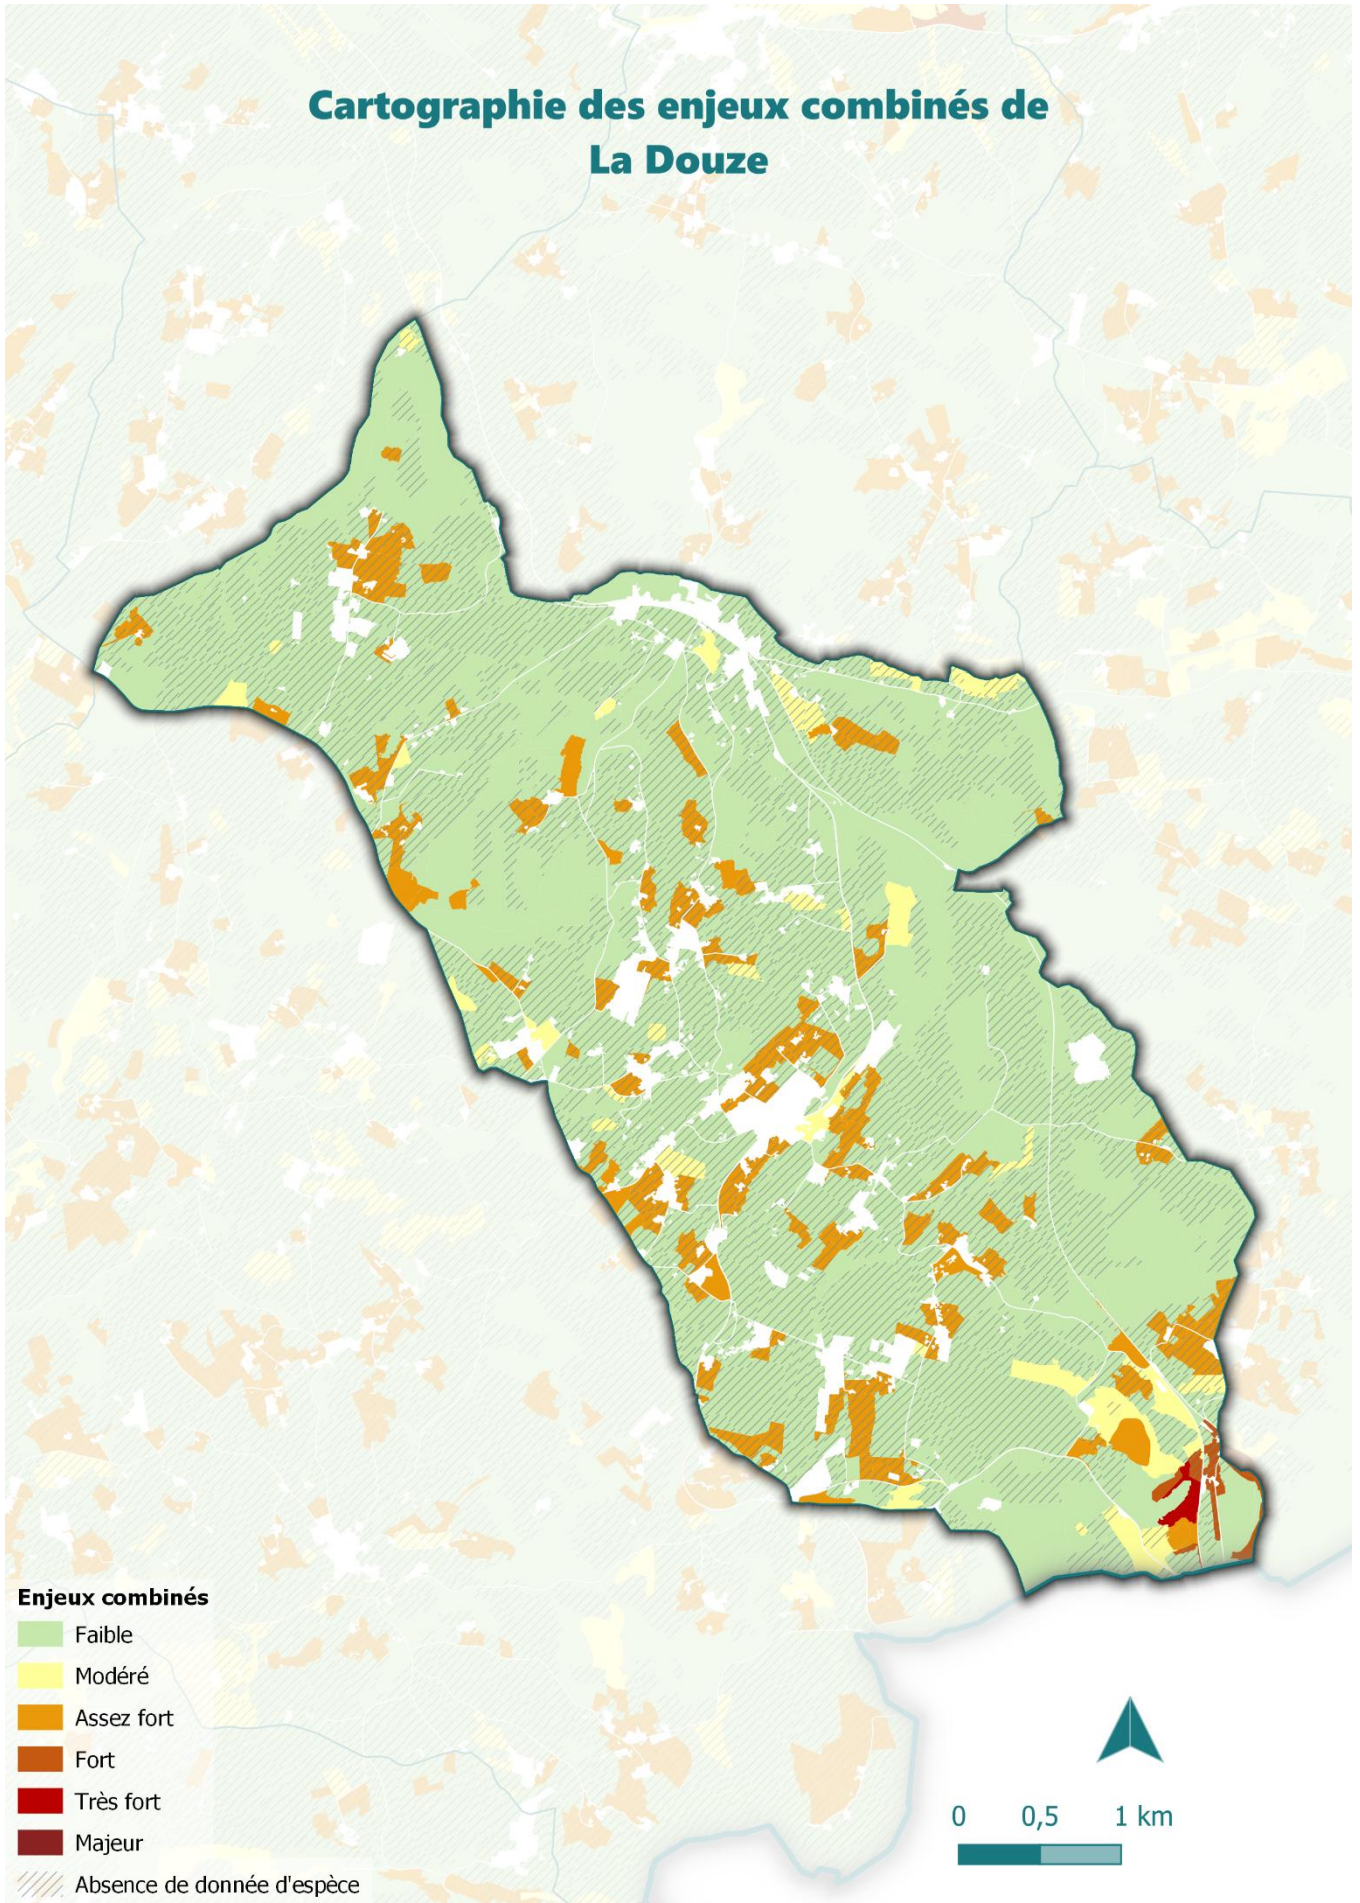 Cartographie des enjeux combinés de
La Douze
Enjeux combinés
Faible
Modéré
Assez fort
Fort
Très fort
Majeur
Absence de donnée d'espèce
0 0,5 1 km